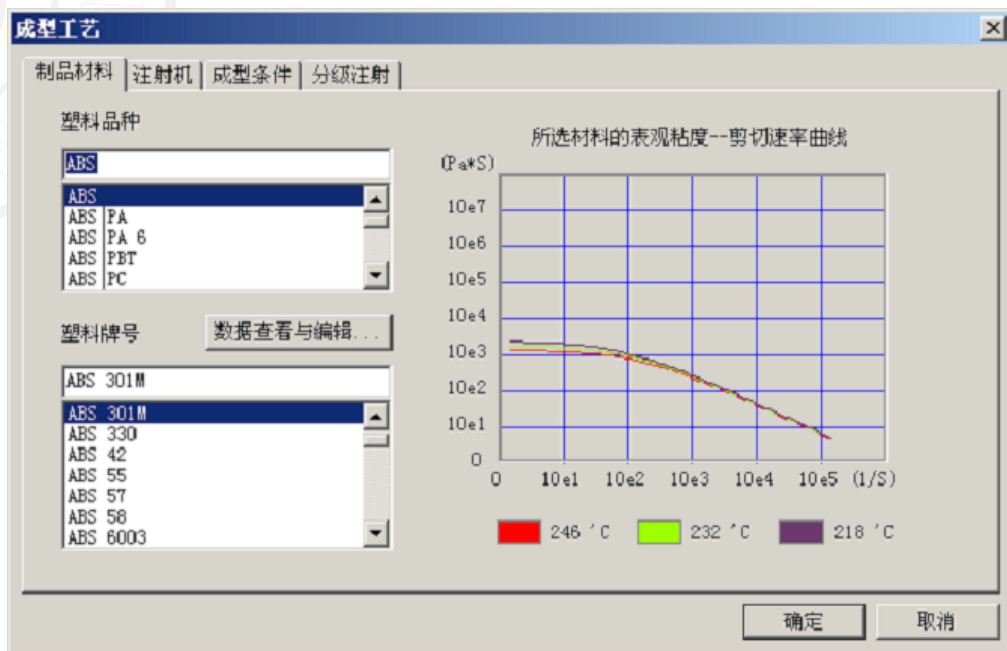 成型工艺
制品材料 注射机 成型条件 分级注射
塑料品种
ABS
ABS
ABS|PA
ABS|PA 6
ABS|PBT
ABS|PC
塑料牌号 数据查看与编辑...
ABS 301M
ABS 301M
ABS 330
ABS 42
ABS 55
ABS 57
ABS 58
ABS 6003
所选材料的表观粘度--剪切速率曲线
(Pa*S)
10e7
10e6
10e5
10e4
10e3
10e2
10e1
0
0 10e1 10e2 10e3 10e4 10e5 (1/S)
246 'C 232 'C 218 'C
确定 取消